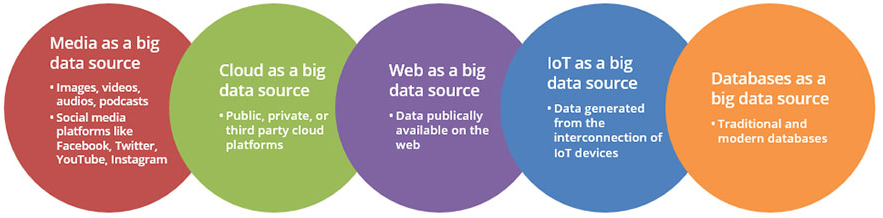 Media as a big
data source
• Images, videos,
audios, podcasts
• Social media
platforms like
Facebook, Twitter,
YouTube, Instagram
Cloud as a big
data source
• Public, private, or
third party cloud
platforms
Web as a big
data source
• Data publically
available on the
web
IoT as a big
data source
• Data generated
from the
interconnection of
IoT devices
Databases as a
big data source
• Traditional and
modern databases